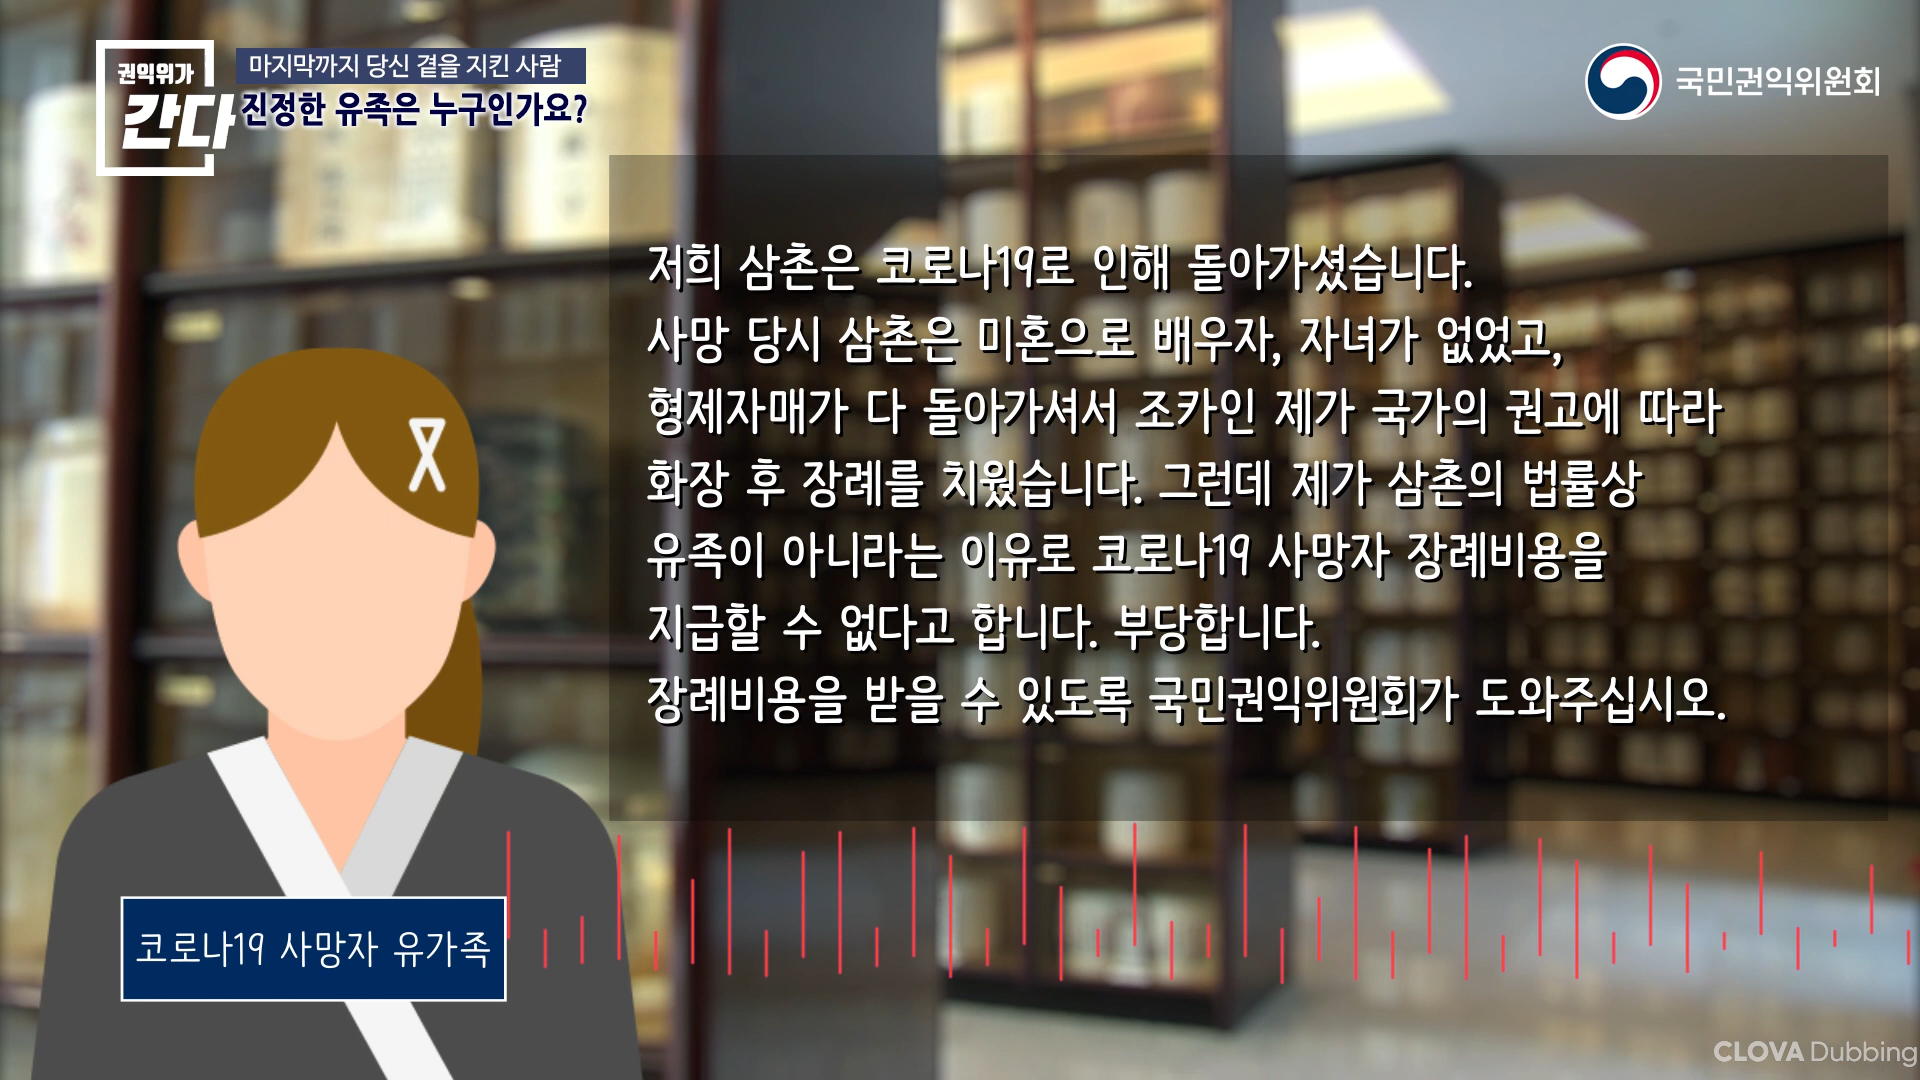 권익위가
간다
마지막까지 당신 곁을 지킨 사람
진정한 유족은 누구인가요?
국민권익위원회
저희 삼촌은 코로나19로 인해 돌아가셨습니다.
사망 당시 삼촌은 미혼으로 배우자, 자녀가 없었고,
형제자매가 다 돌아가셔서 조카인 제가 국가의 권고에 따라
화장 후 장례를 치웠습니다. 그런데 제가 삼촌의 법률상
유족이 아니라는 이유로 코로나19 사망자 장례비용을
지급할 수 없다고 합니다. 부당합니다.
장례비용을 받을 수 있도록 국민권익위원회가 도와주십시오.
코로나19 사망자 유가족
CLOVA Dubbing